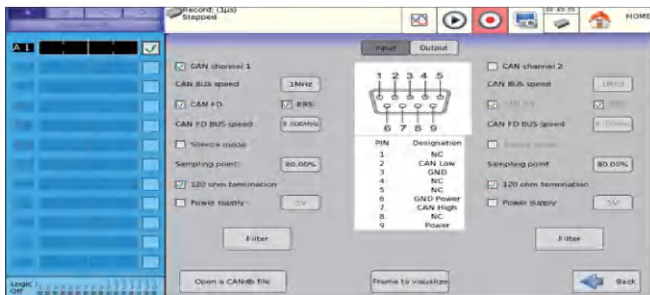 Record: (1µs)
Stepped
HOME
A 1
Input
Output
CAN channel 1
CAN BUS speed
1MHz
CAN FD
BRS
CAN FD BUS speed
8.000MHz
Silence mode
Sampling point
80.00%
120 ohm termination
Power supply
5V
Filter
1 2 3 4 5
6 7 8 9
PIN Designation
1 NC
2 CAN Low
3 GND
4 NC
5 NC
6 GND Power
7 CAN High
8 NC
9 Power
CAN channel 2
CAN BUS speed
1MHz
CAN FD BUS speed
Sampling point
80.00%
120 ohm termination
Power supply
5V
Filter
Logic :
Off
Open a CANdb file
Frame to visualize
Back